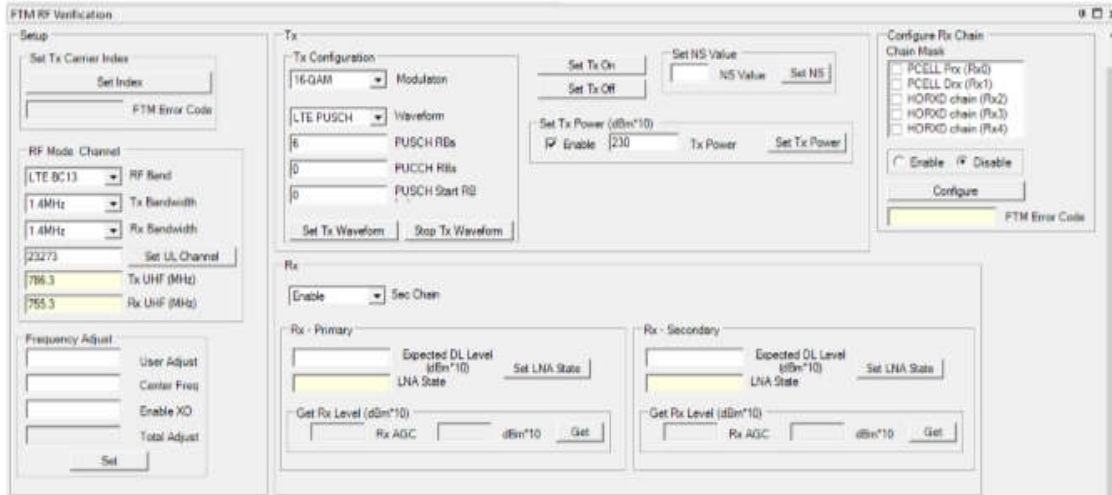 FTM RF Verification
Setup
Set Tx Carrier Index
Set Index
FTM Error Code
RF Mode Channel
LTE BC13 RF Band
1.4MHz Tx Bandwidth
1.4MHz Rx Bandwidth
23273 Set UL Channel
786.3 Tx UHF (MHz)
755.3 Rx UHF (MHz)
Frequency Adjust
User Adjust
Center Freq
Enable XO
Total Adjust
Set
Tx
Tx Configuration
16-QAM Modulation
LTE PUSCH Waveform
6 PUSCH RBs
0 PUCCH RBs
0 PUSCH Start RB
Set Tx Waveform Stop Tx Waveform
Set Tx On
Set Tx Off
Set NS Value
NS Value Set NS
Set Tx Power (dBm*10)
Enable 230 Tx Power Set Tx Power
Configure Rx Chain
Chain Mask
PCELL Prx (Rx0)
PCELL Drx (Rx1)
HORXD chain (Rx2)
HORXD chain (Rx3)
HORXD chain (Rx4)
Enable Disable
Configure
FTM Error Code
Rx
Enable Sec Chain
Rx - Primary
Expected DL Level
(dBm*10)
Set LNA State
LNA State
Get Rx Level (dBm*10)
Rx AGC dBm*10 Get
Rx - Secondary
Expected DL Level
(dBm*10)
Set LNA State
LNA State
Get Rx Level (dBm*10)
Rx AGC dBm*10 Get